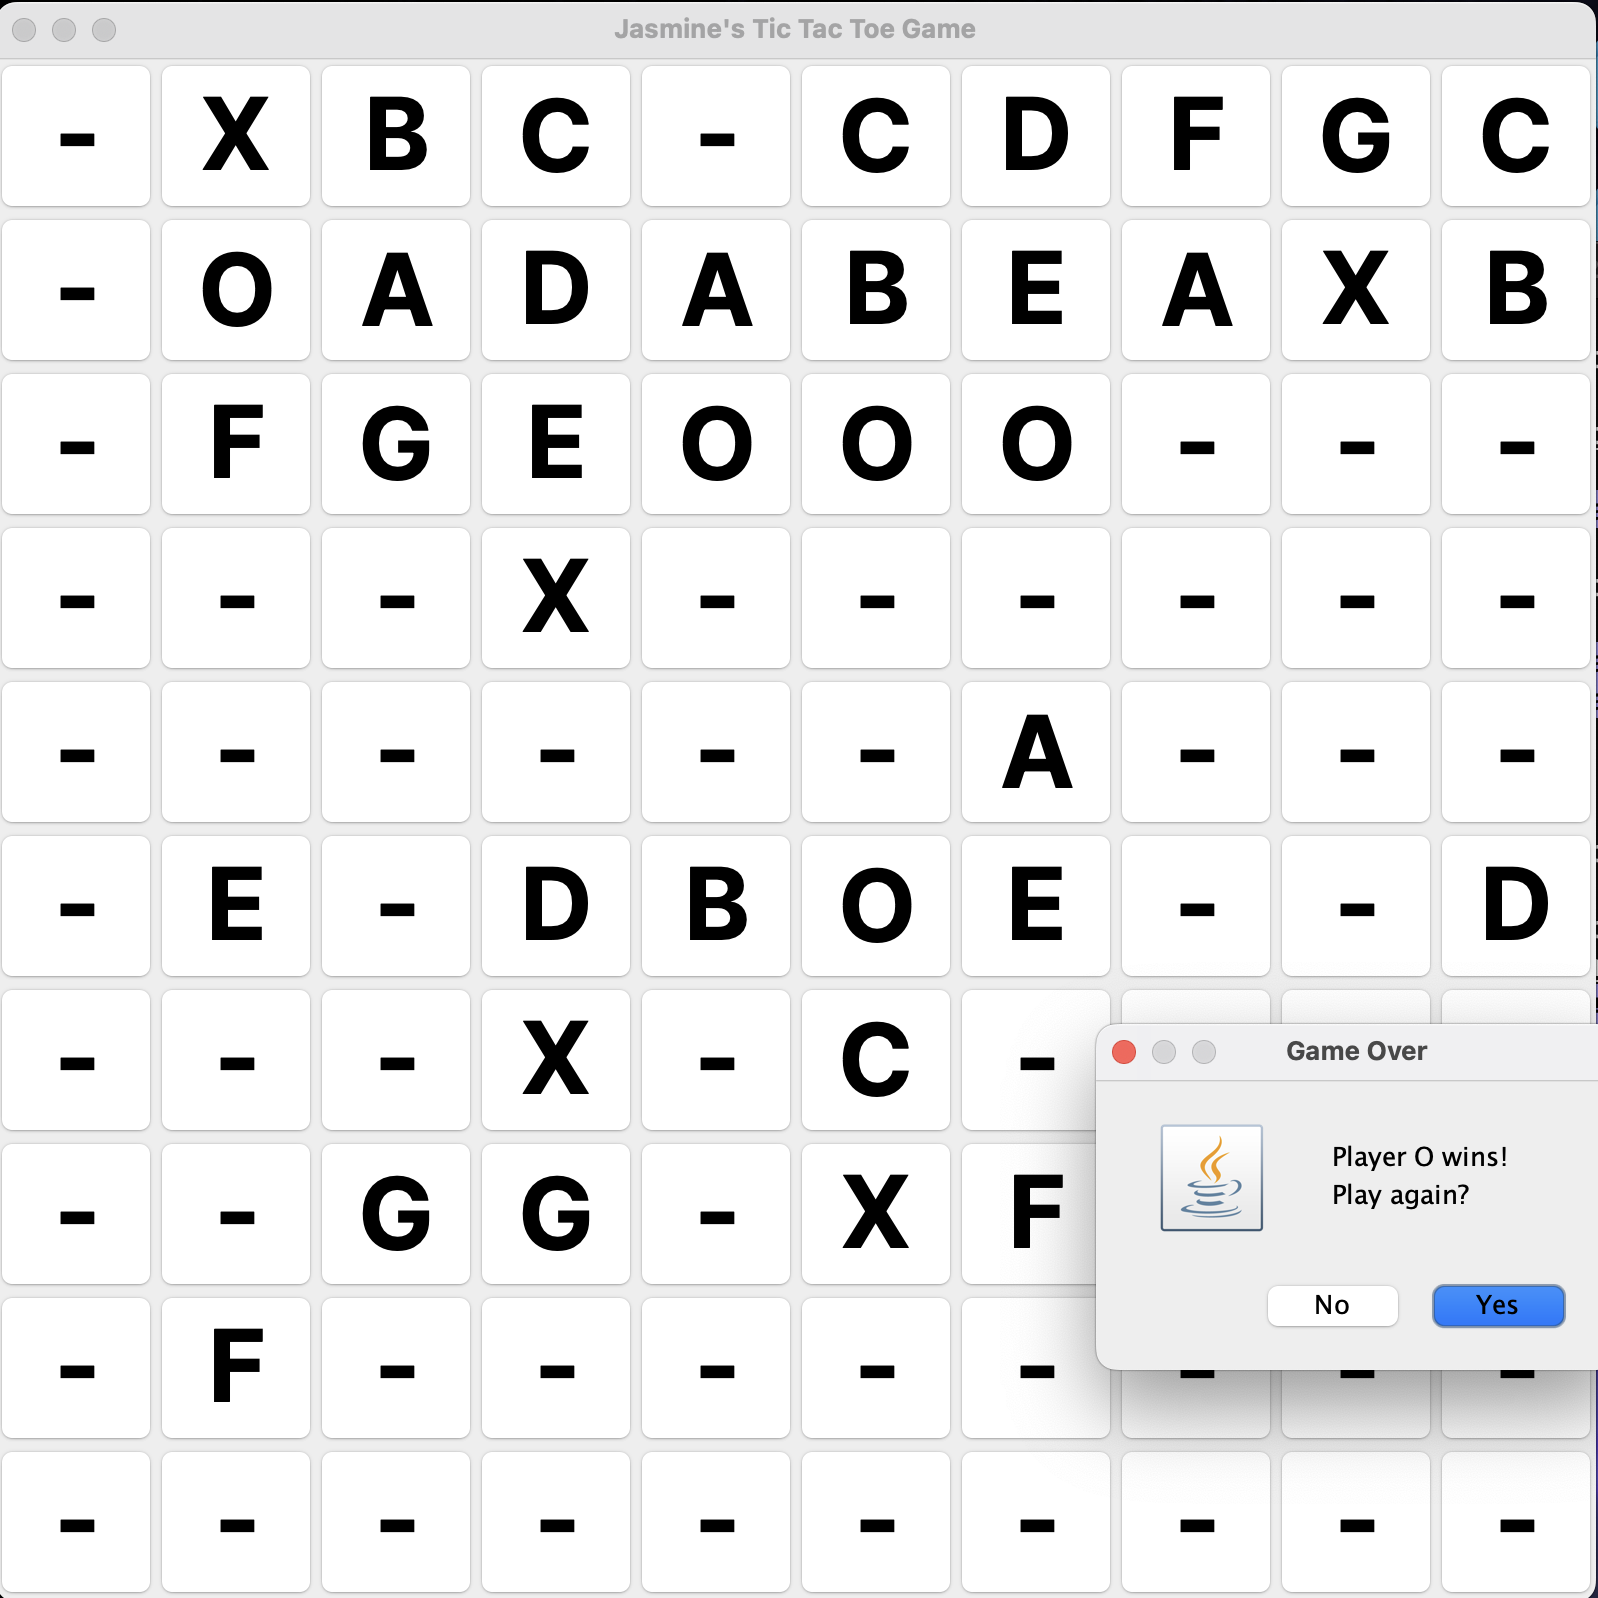 Jasmine's Tic Tac Toe Game
- X B C - C D F G C
- O A D A B E A X B
- F G E O O O - - -
- - - X - - - - - -
- - - - - - A - - -
- E - D B O E - - D
- - - X - C -
Game Over
- - G G - X F
Player O wins!
Play again?
No Yes
- F - - - - - - - -
- - - - - - - - - -